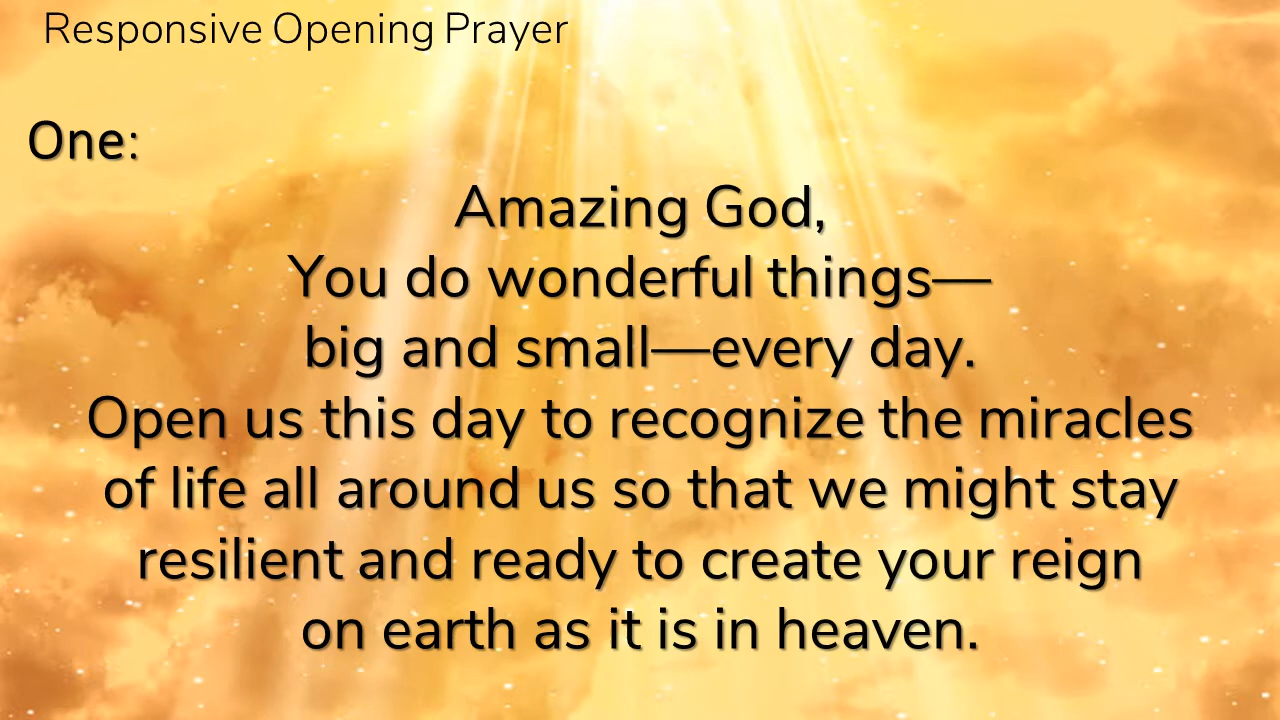 Responsive Opening Prayer
One:
Amazing God,
You do wonderful things—
big and small—every day.
Open us this day to recognize the miracles
of life all around us so that we might stay
resilient and ready to create your reign
on earth as it is in heaven.